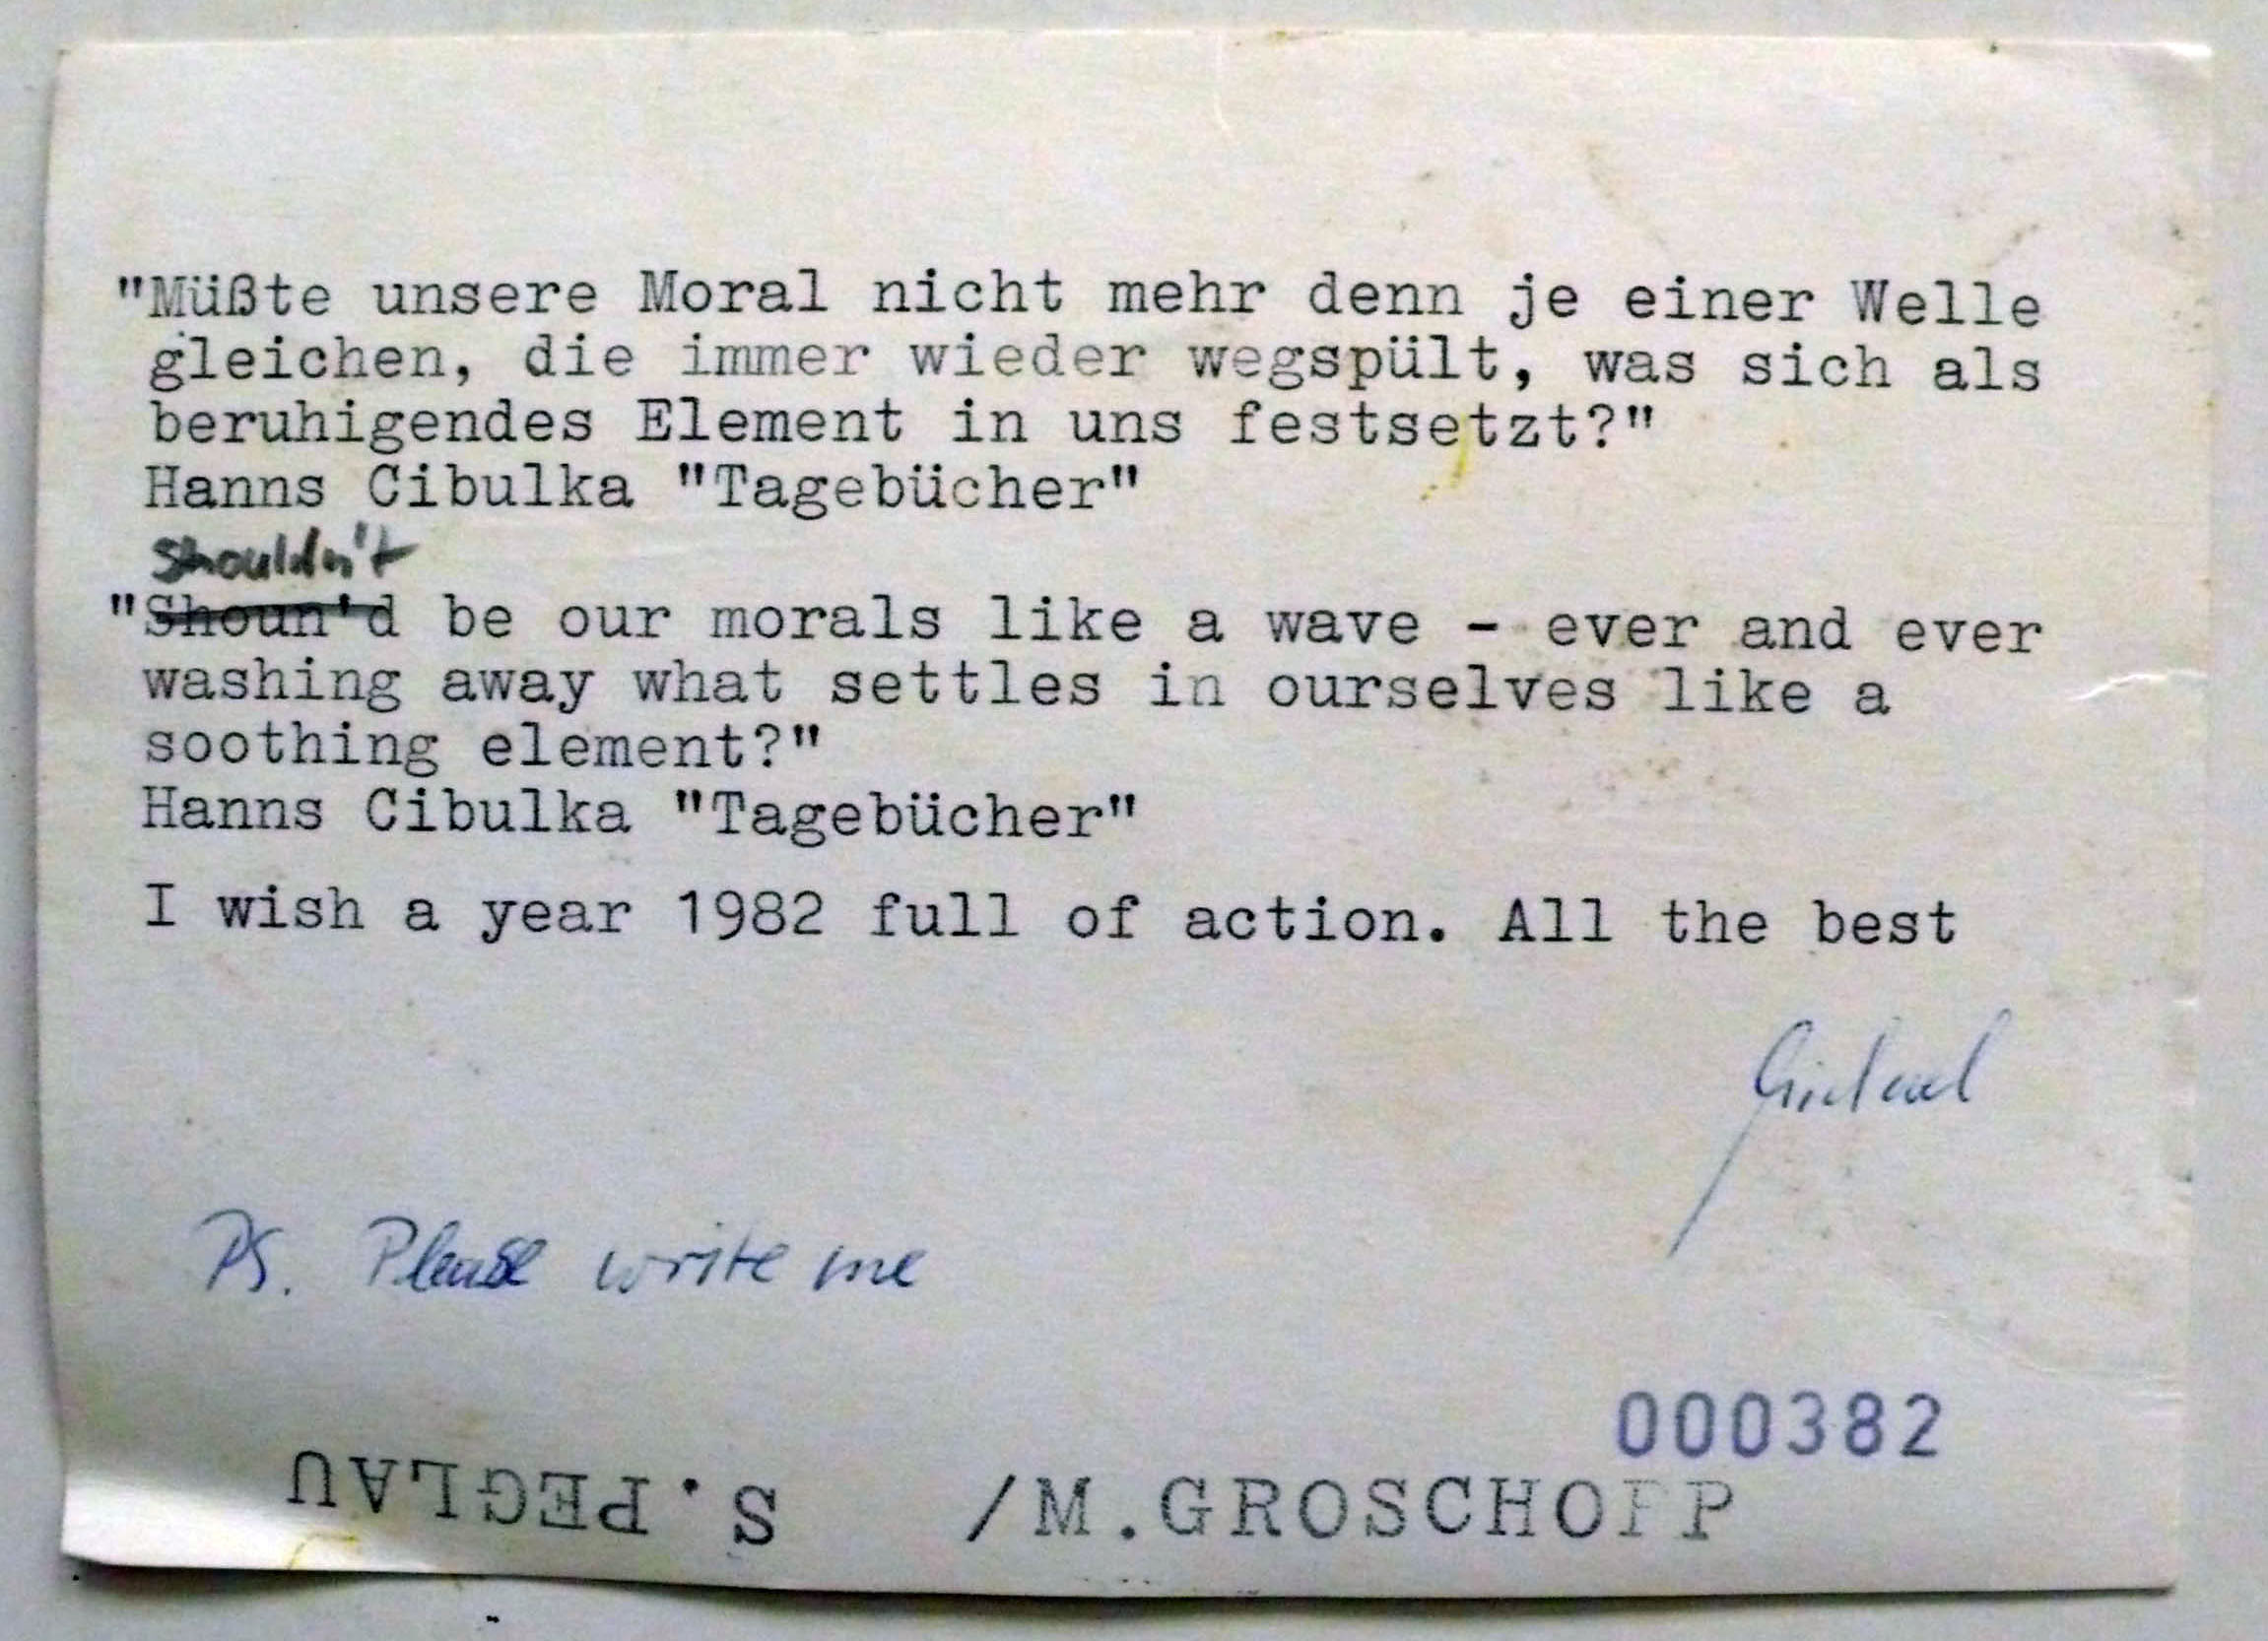 "Müßte unsere Moral nicht mehr denn je einer Welle
gleichen, die immer wieder wegspült, was sich als
beruhigendes Element in uns festsetzt?"
Hanns Cibulka "Tagebücher"
Shouldn't
"Shoun'd be our morals like a wave - ever and ever
washing away what settles in ourselves like a
soothing element?"
Hanns Cibulka "Tagebücher"
I wish a year 1982 full of action. All the best
PS. Please write me
000382
S.PEGLAU /M.GROSCHOPP